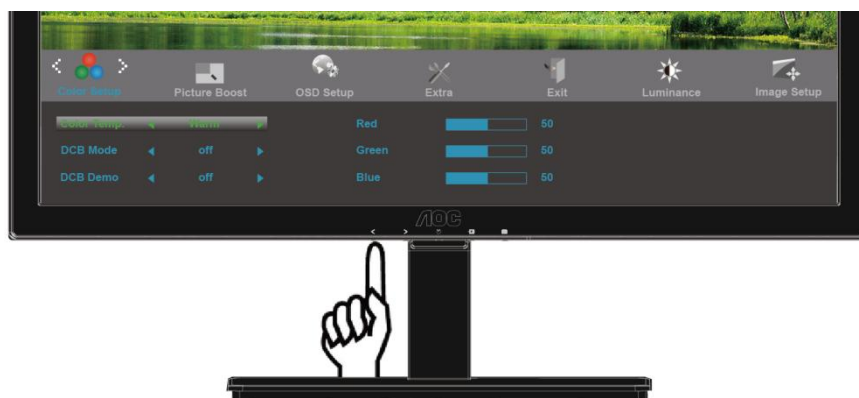 < >
Color Setup Picture Boost OSD Setup Extra Exit Luminance Image Setup
Color Temp. Warm Red 50
DCB Mode off Green 50
DCB Demo off Blue 50
AOC
< >